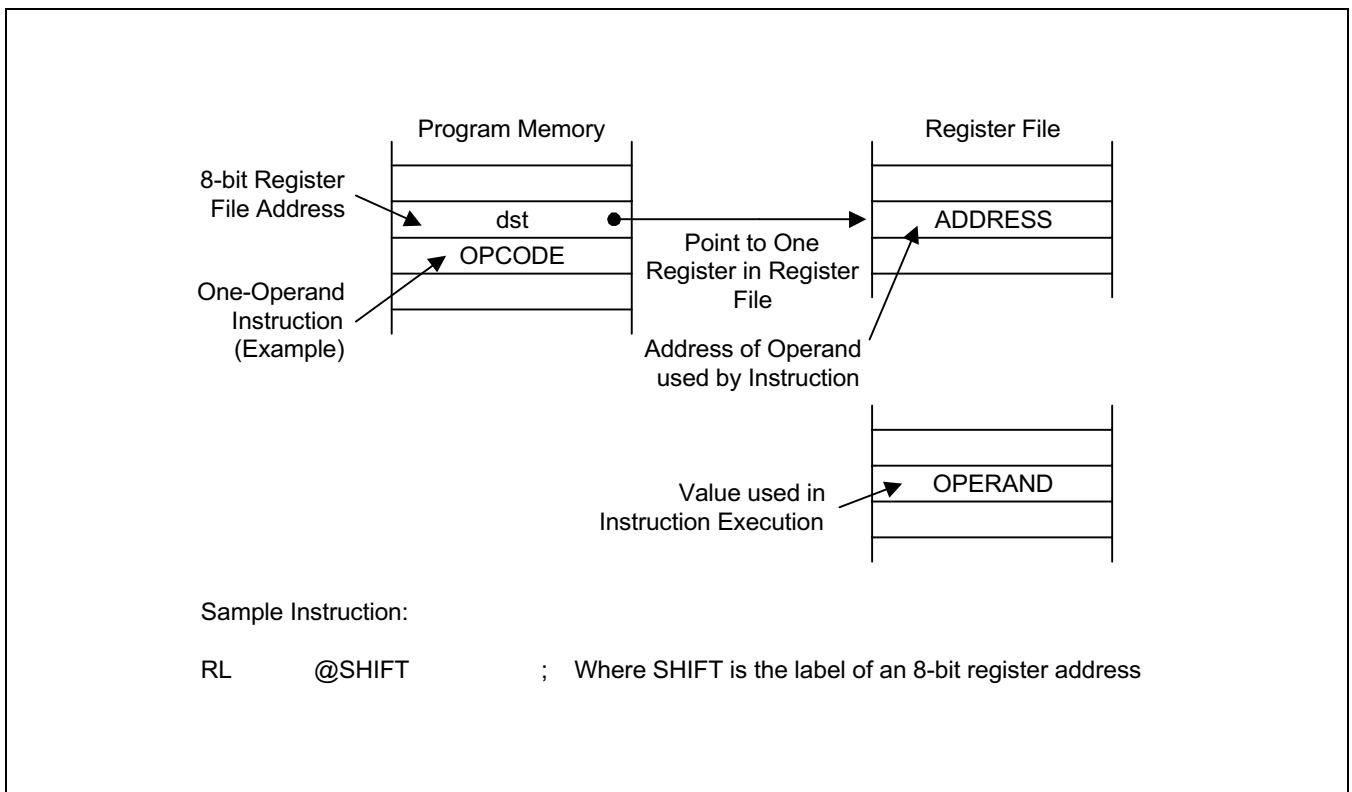 Program Memory
Register File
8-bit Register
File Address
dst
ADDRESS
OPCODE
Point to One
Register in Register
File
One-Operand
Instruction
(Example)
Address of Operand
used by Instruction
OPERAND
Value used in
Instruction Execution
Sample Instruction:
RL @SHIFT ; Where SHIFT is the label of an 8-bit register address